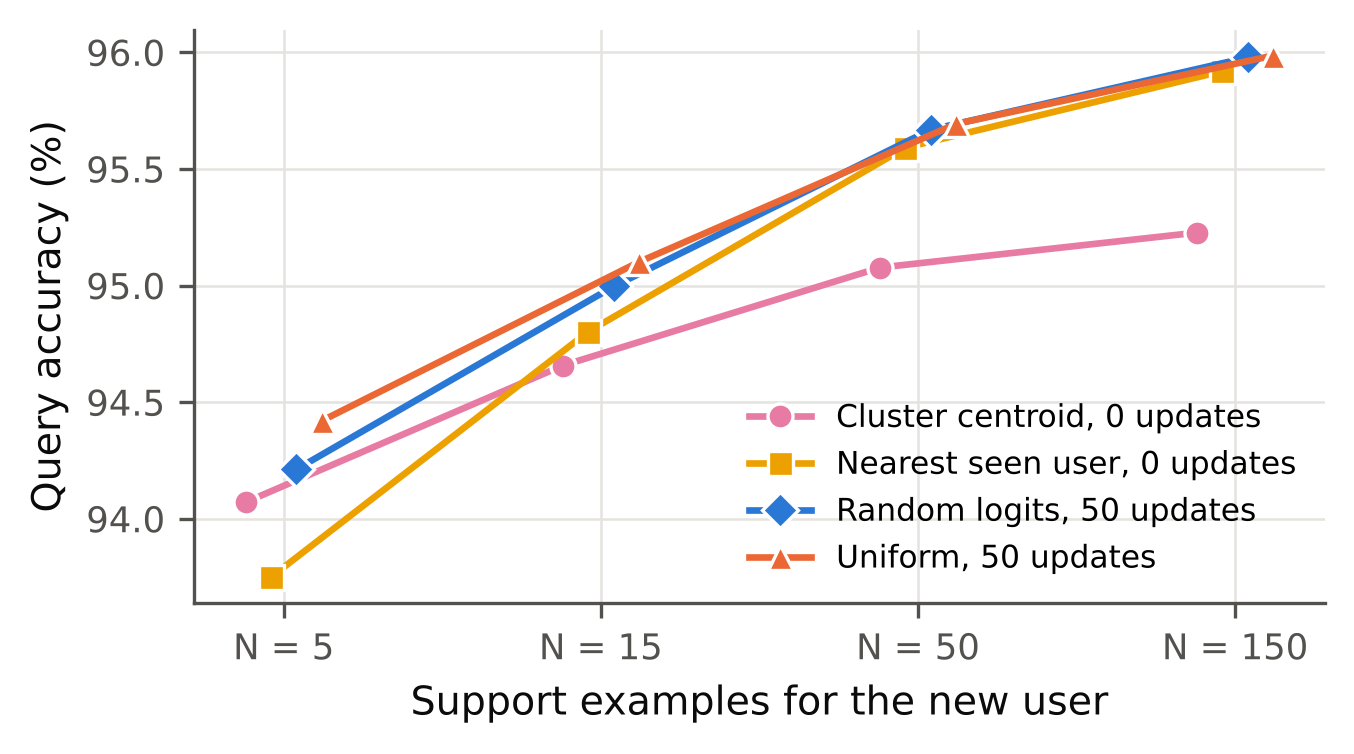 96.0
95.5
95.0
94.5
94.0
Query accuracy (%)
Cluster centroid, 0 updates
Nearest seen user, 0 updates
Random logits, 50 updates
Uniform, 50 updates
N = 5 N = 15 N = 50 N = 150
Support examples for the new user